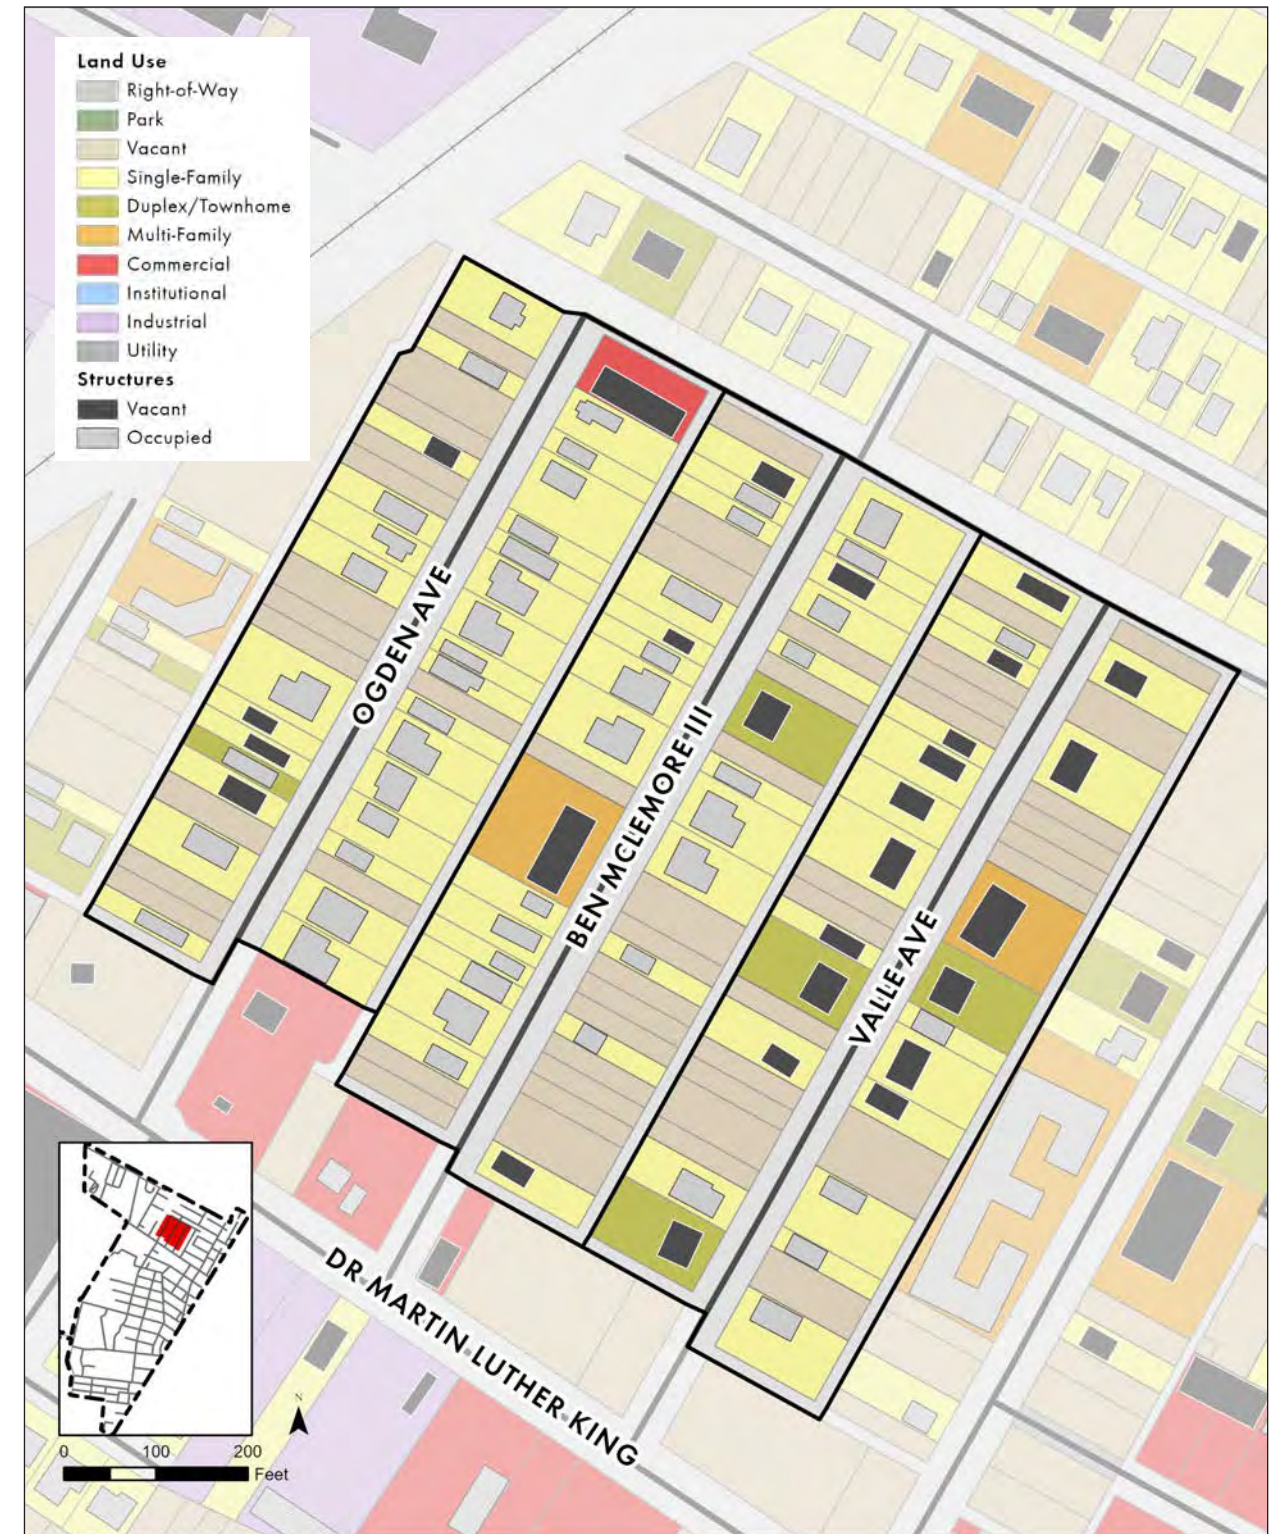 Land Use
Right-of-Way
Park
Vacant
Single-Family
Duplex/Townhome
Multi-Family
Commercial
Institutional
Industrial
Utility
Structures
Vacant
Occupied
OGDEN AVE
BEN MCLEMORE III
VALLE AVE
DR MARTIN LUTHER KING
N
0 100 200
Feet